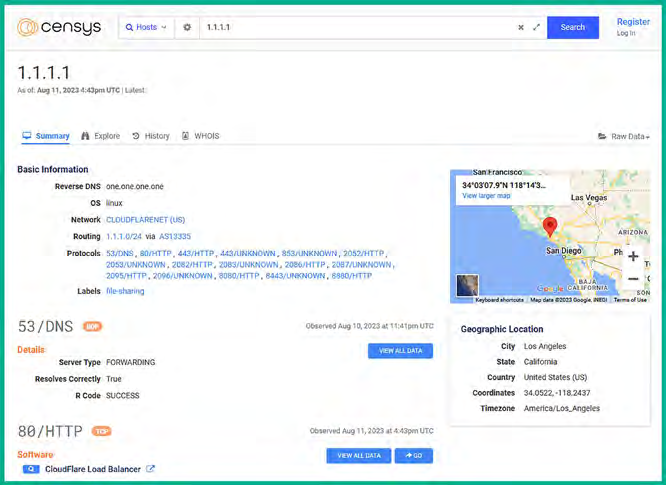 censys
Hosts
1.1.1.1
Search
Register
Log In
1.1.1.1
As of: Aug 11, 2023 4:43pm UTC | Latest
Summary
Explore
History
WHOIS
Raw Data
Basic Information
Reverse DNS one.one.one.one
OS linux
Network CLOUDFLARENET (US)
Routing 1.1.1.0/24 via AS13335
Protocols 53/DNS , 80/HTTP , 443/HTTP , 443/UNKNOWN , 853/UNKNOWN , 2052/HTTP ,
2053/UNKNOWN , 2082/HTTP , 2083/UNKNOWN , 2086/HTTP , 2087/UNKNOWN ,
2095/HTTP , 2096/UNKNOWN , 8080/HTTP , 8443/UNKNOWN , 8880/HTTP
Labels file-sharing
53/DNS UDP
Observed Aug 10, 2023 at 11:41pm UTC
Details
VIEW ALL DATA
Server Type FORWARDING
Resolves Correctly True
R Code SUCCESS
80/HTTP TCP
Observed Aug 11, 2023 at 4:43pm UTC
Software
VIEW ALL DATA
GO
CloudFlare Load Balancer
San Francisco
34°03'07.9"N 118°14'3...
View larger map
Las Vegas
ARIZONA
San Diego
Ph
BAJA
CALIFORNIA
Google
Keyboard shortcuts
Map data ©2023 Google, INEGI
Terms of Use
Geographic Location
City Los Angeles
State California
Country United States (US)
Coordinates 34.0522, -118.2437
Timezone America/Los_Angeles